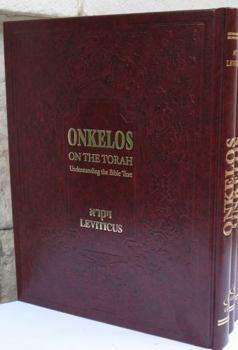 ONKELOS
ON THE TORAH
Understanding the Bible Text
ויקרא
LEVITICUS
ONKELOS